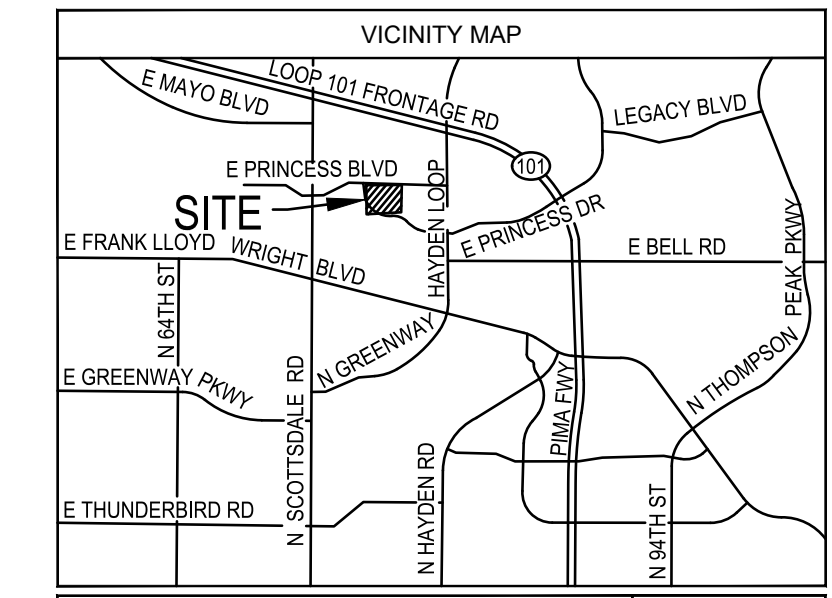 VICINITY MAP
LOOP 101 FRONTAGE RD
E MAYO BLVD
LEGACY BLVD
E PRINCESS BLVD
101
SITE
HAYDEN LOOP
E PRINCESS DR
E FRANK LLOYD WRIGHT BLVD
E BELL RD
PEAK PKWY
N 64TH ST
N GREENWAY
N THOMPSON
E GREENWAY PKWY
N SCOTTSDALE RD
PIMA FWY
N HAYDEN RD
E THUNDERBIRD RD
N 94TH ST